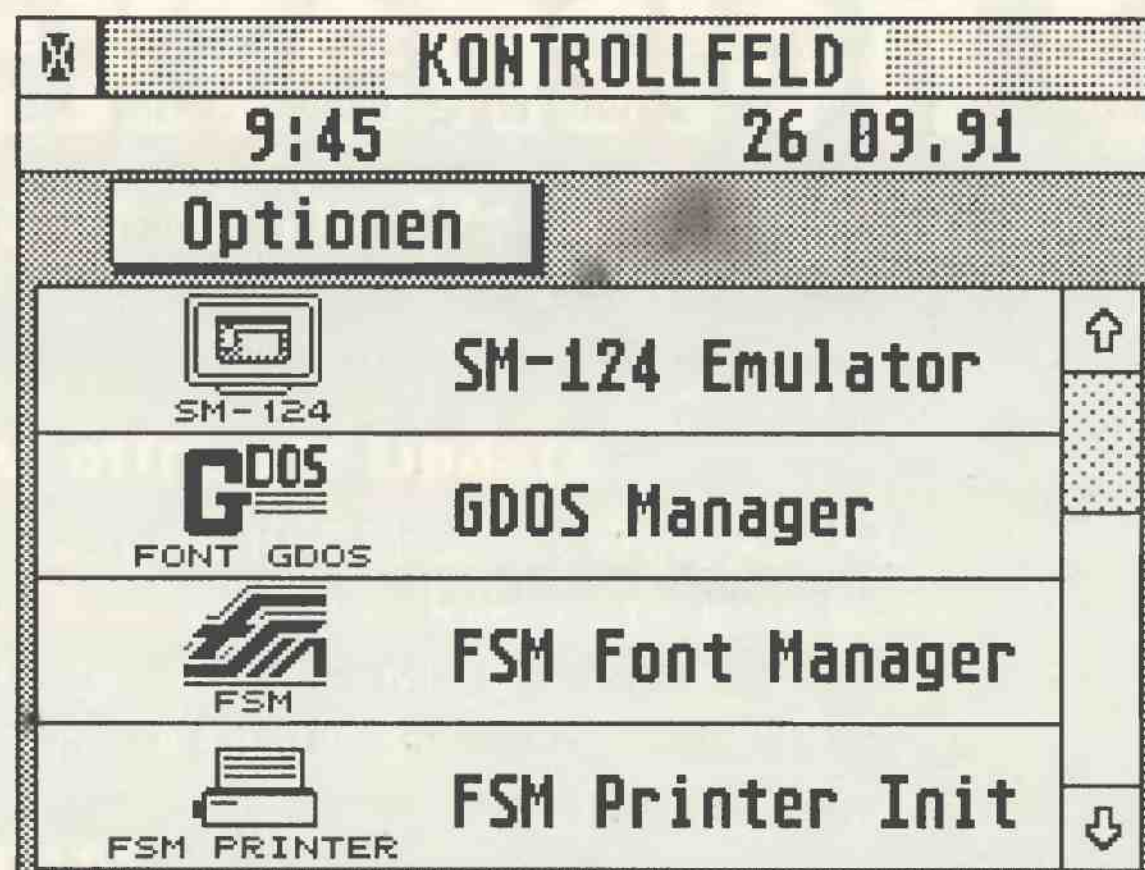 KONTROLLFELD
9:45 26.09.91
Optionen
SM-124
SM-124 Emulator
GDOS
FONT GDOS
GDOS Manager
FSM
FSM Font Manager
FSM PRINTER
FSM Printer Init